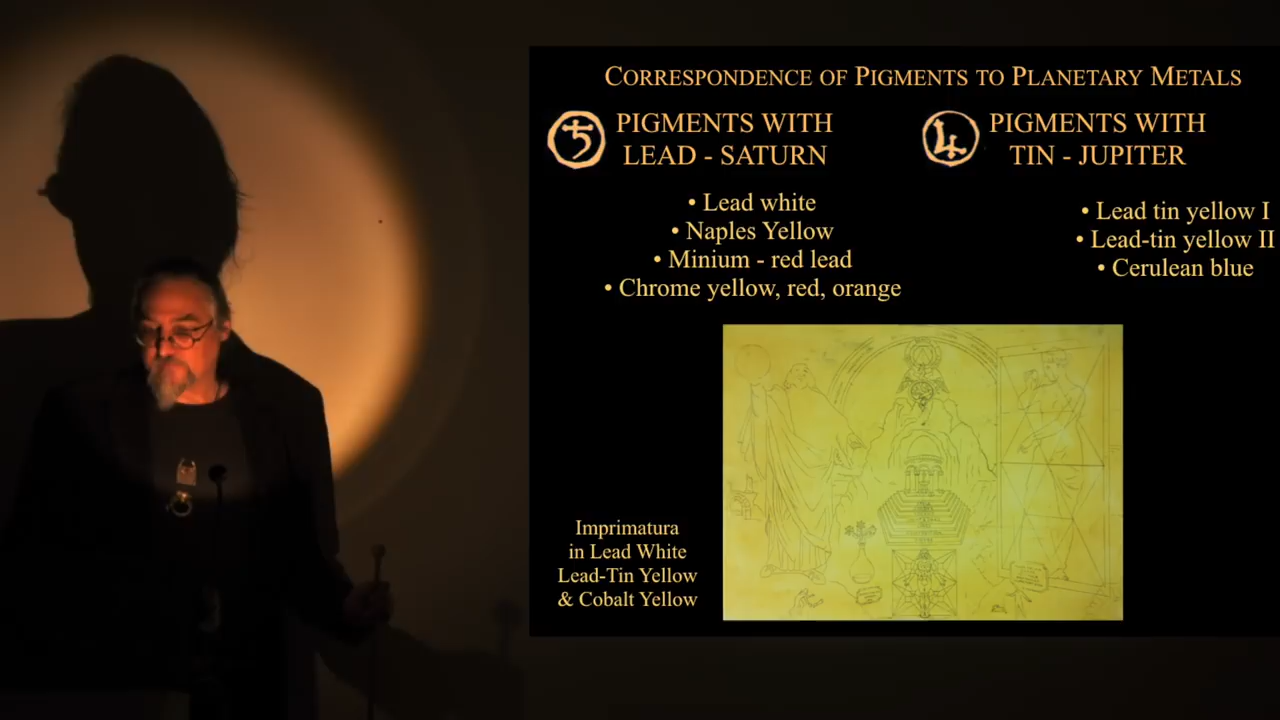 CORRESPONDENCE OF PIGMENTS TO PLANETARY METALS
PIGMENTS WITH
LEAD - SATURN
• Lead white
• Naples Yellow
• Minium - red lead
• Chrome yellow, red, orange
PIGMENTS WITH
TIN - JUPITER
• Lead tin yellow I
• Lead-tin yellow II
• Cerulean blue
Imprimatura
in Lead White
Lead-Tin Yellow
& Cobalt Yellow